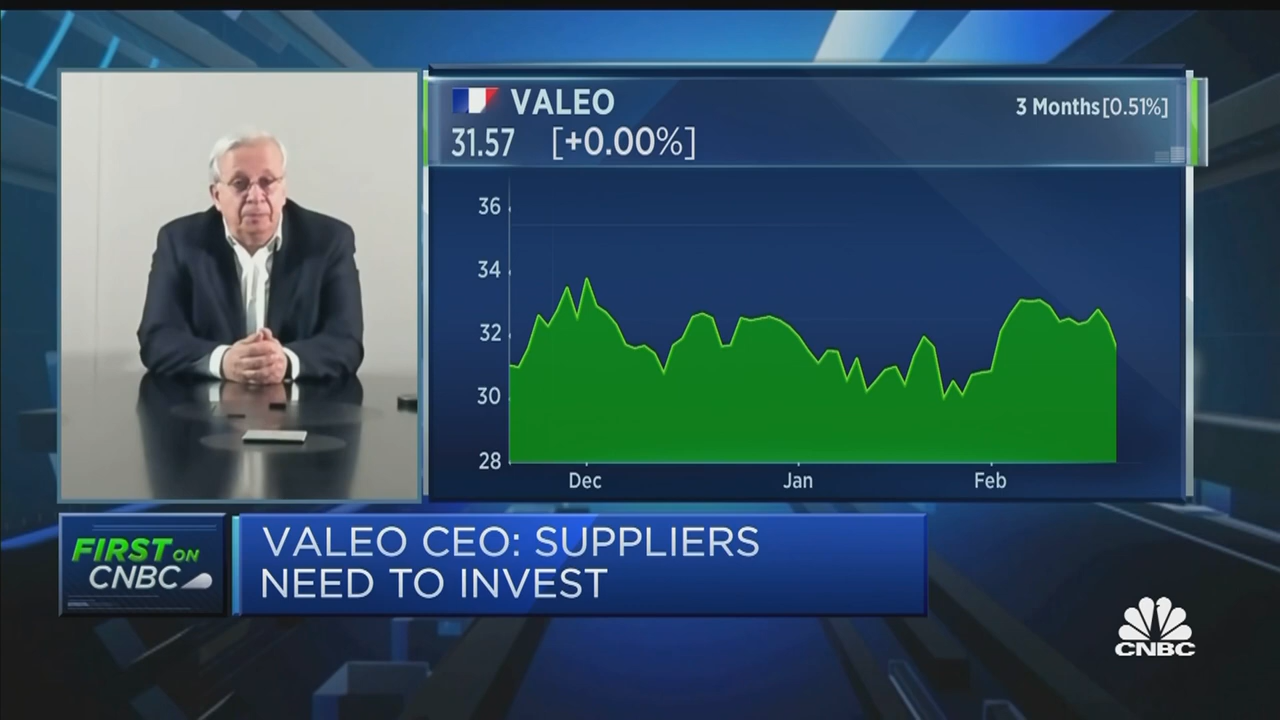 VALEO
31.57 [+0.00%]
3 Months[0.51%]
36
34
32
30
28
Dec Jan Feb
FIRST ON
CNBC
VALEO CEO: SUPPLIERS
NEED TO INVEST
CNBC